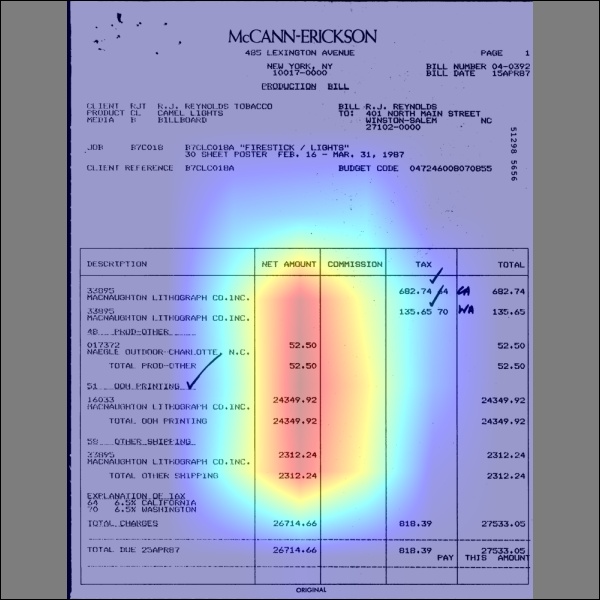 McCANN-ERICKSON
485 LEXINGTON AVENUE
PAGE 1
NEW YORK, NY
10017-0000
BILL NUMBER 04-0392
BILL DATE 15APR87
PRODUCTION BILL
CLIENT RJT R.J. REYNOLDS TOBACCO
PRODUCT CL CAMEL LIGHTS
MEDIA B BILLBOARD
BILL R.J. REYNOLDS
TO: 401 NORTH MAIN STREET
WINSTON-SALEM NC
27102-0000
51298 5656
JOB B7C018 B7CLC018A "FIRESTICK / LIGHTS"
30 SHEET POSTER FEB. 16 - MAR. 31, 1987
CLIENT REFERENCE B7CLC018A BUDGET CODE 047246008070855
DESCRIPTION NET AMOUNT COMMISSION TAX TOTAL
33895 682.74 64 CA 682.74
MACNAUGHTON LITHOGRAPH CO.INC.
33895 135.65 70 WA 135.65
MACNAUGHTON LITHOGRAPH CO.INC.
48 PROD-OTHER
017372 52.50 52.50
NAEGLE OUTDOOR-CHARLOTTE, N.C.
TOTAL PROD-OTHER 52.50 52.50
51 OOH PRINTING
16033 24349.92 24349.92
MACNAUGHTON LITHOGRAPH CO.INC.
TOTAL OOH PRINTING 24349.92 24349.92
58 OTHER SHIPPING
33895 2312.24 2312.24
MACNAUGHTON LITHOGRAPH CO.INC.
TOTAL OTHER SHIPPING 2312.24 2312.24
EXPLANATION OF TAX
64 6.5% CALIFORNIA
70 6.5% WASHINGTON
TOTAL CHARGES 26714.66 818.39 27533.05
TOTAL DUE 25APR87 26714.66 818.39 27533.05
PAY THIS AMOUNT
ORIGINAL